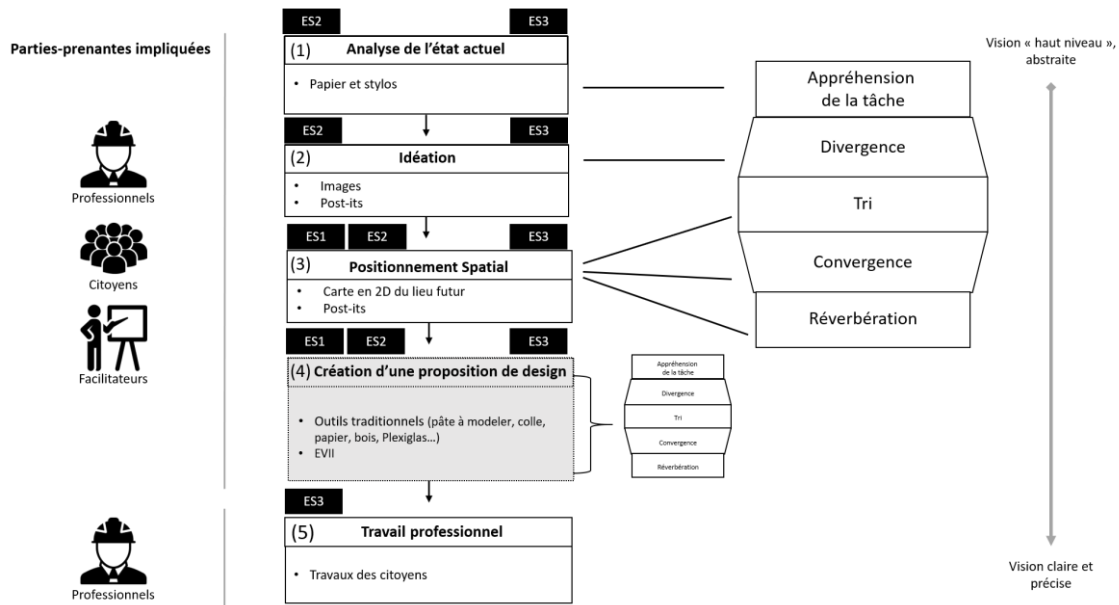 Parties-prenantes impliquées
Professionnels
Citoyens
Facilitateurs
Professionnels
ES2
ES3
(1)
Analyse de l'état actuel
• Papier et stylos
ES2
ES3
(2)
Idéation
• Images
• Post-its
ES1
ES2
ES3
(3)
Positionnement Spatial
• Carte en 2D du lieu futur
• Post-its
ES1
ES2
ES3
(4) Création d'une proposition de design
• Outils traditionnels (pâte à modeler, colle,
papier, bois, Plexiglas…)
• EVII
ES3
(5)
Travail professionnel
• Travaux des citoyens
Appréhension
de la tâche
Divergence
Tri
Convergence
Réverbération
Appréhension
de la tâche
Divergence
Tri
Convergence
Réverbération
Vision « haut niveau »,
abstraite
Vision claire et
précise